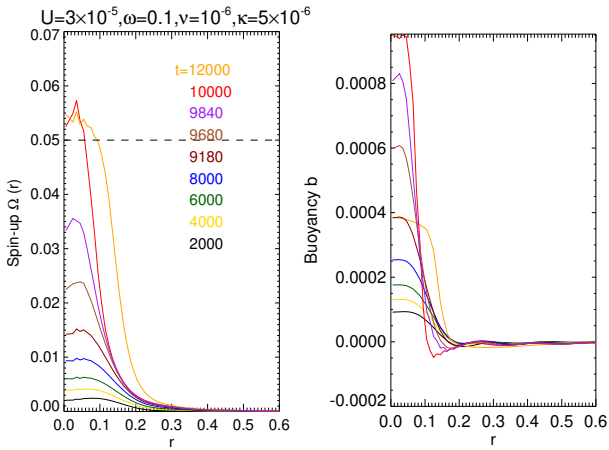 U=3×10⁻⁵,ω=0.1,ν=10⁻⁶,κ=5×10⁻⁶
0.07
0.06
0.05
0.04
0.03
0.02
0.01
0.00
Spin-up Ω (r)
t=12000
10000
9840
9680
9180
8000
6000
4000
2000
0.0 0.1 0.2 0.3 0.4 0.5 0.6
r
0.0008
0.0006
0.0004
0.0002
0.0000
-0.0002
Buoyancy b
0.0 0.1 0.2 0.3 0.4 0.5 0.6
r